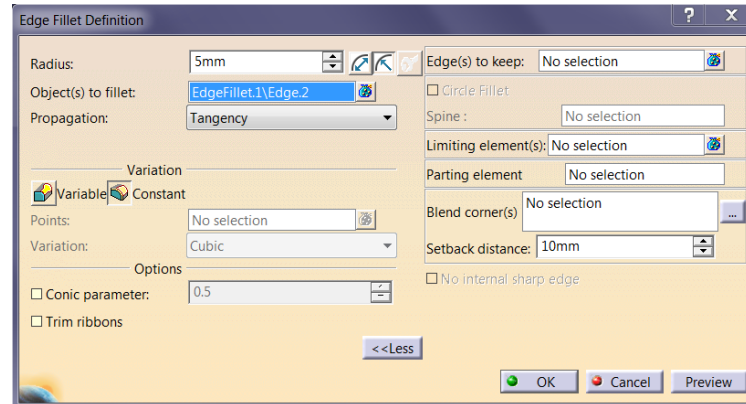 Edge Fillet Definition
? X
Radius: 5mm
Object(s) to fillet: EdgeFillet.1\Edge.2
Propagation: Tangency
Variation
Variable Constant
Points: No selection
Variation: Cubic
Options
Conic parameter: 0.5
Trim ribbons
Edge(s) to keep: No selection
Circle Fillet
Spine : No selection
Limiting element(s): No selection
Parting element No selection
Blend corner(s) No selection
...
Setback distance: 10mm
No internal sharp edge
<<Less
OK Cancel Preview